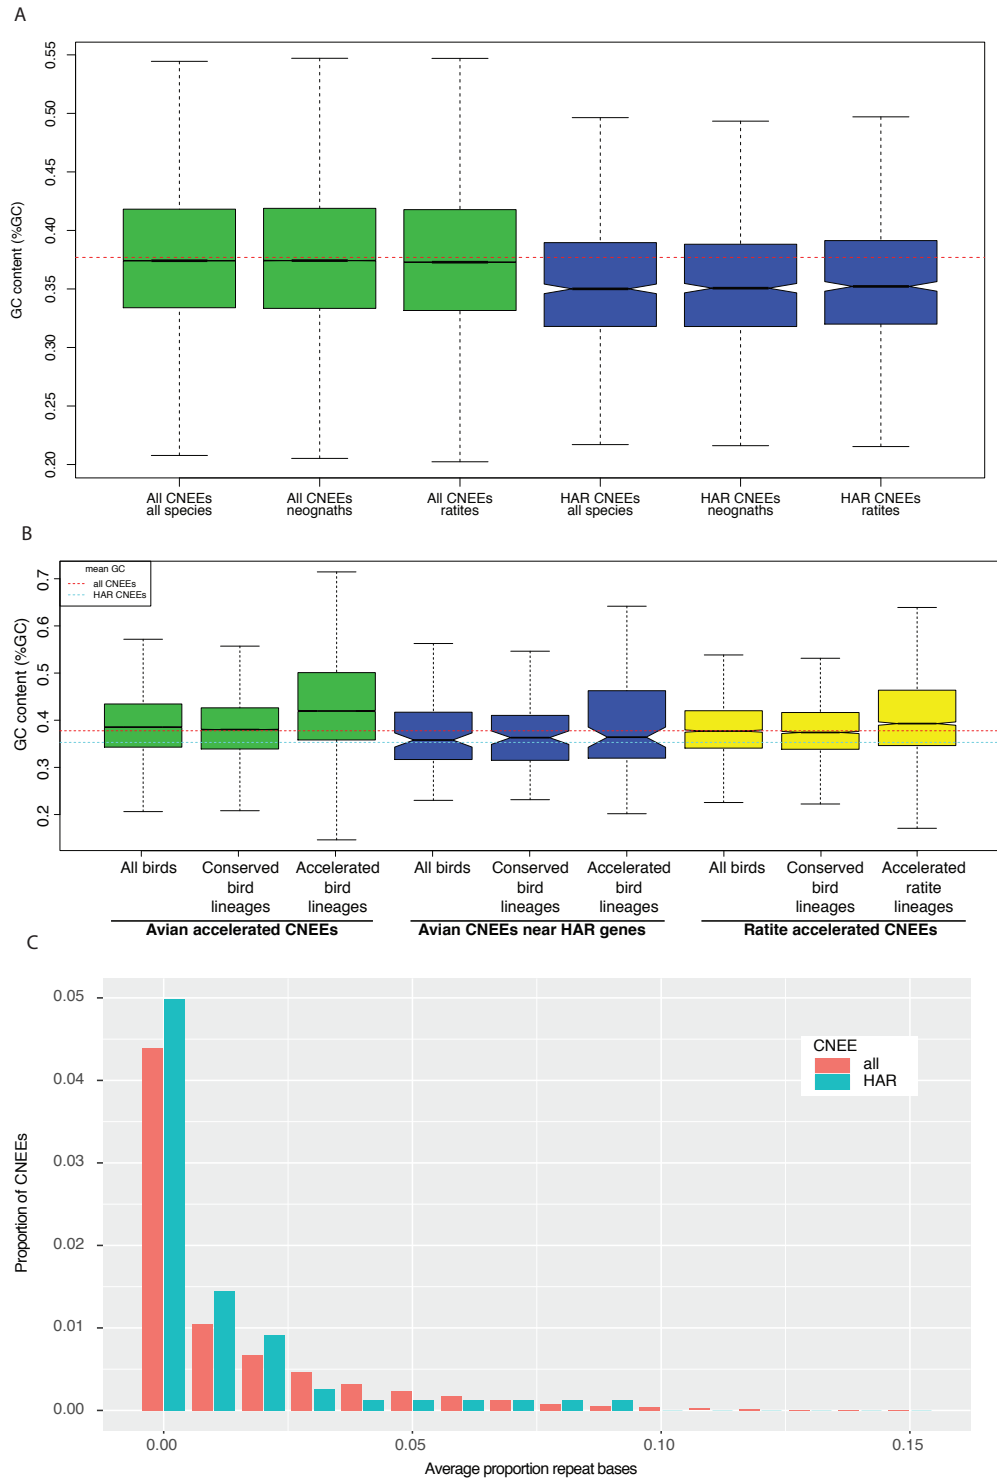 A
GC content (%GC)
0.55
0.50
0.45
0.40
0.35
0.30
0.25
0.20
All CNEEs
all species
All CNEEs
neognaths
All CNEEs
ratites
HAR CNEEs
all species
HAR CNEEs
neognaths
HAR CNEEs
ratites
B
mean GC
all CNEEs
HAR CNEEs
GC content (%GC)
0.7
0.6
0.5
0.4
0.3
0.2
All birds
Conserved
bird
lineages
Accelerated
bird
lineages
All birds
Conserved
bird
lineages
Accelerated
bird
lineages
All birds
Conserved
bird
lineages
Accelerated
ratite
lineages
Avian accelerated CNEEs
Avian CNEEs near HAR genes
Ratite accelerated CNEEs
C
Proportion of CNEEs
0.05
0.04
0.03
0.02
0.01
0.00
CNEE
all
HAR
0.00
0.05
0.10
0.15
Average proportion repeat bases